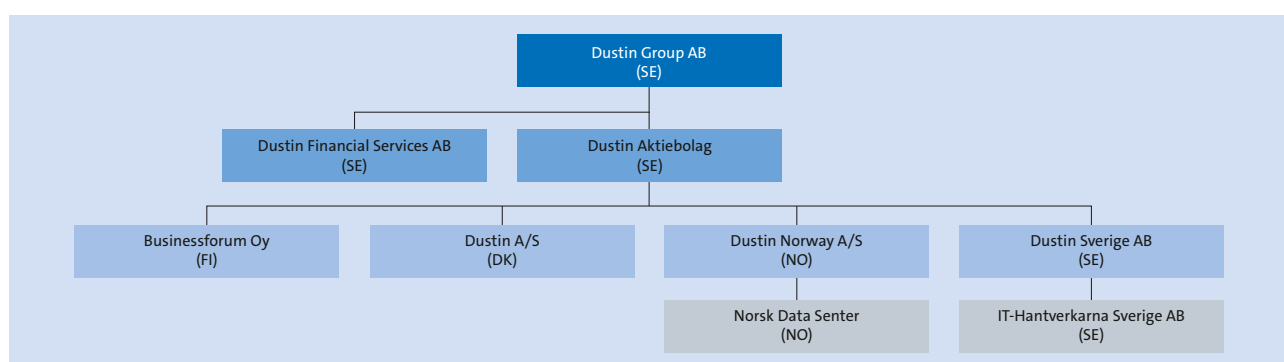 Dustin Group AB
(SE)
Dustin Financial Services AB
(SE)
Dustin Aktiebolag
(SE)
Businessforum Oy
(FI)
Dustin A/S
(DK)
Dustin Norway A/S
(NO)
Dustin Sverige AB
(SE)
Norsk Data Senter
(NO)
IT-Hantverkarna Sverige AB
(SE)